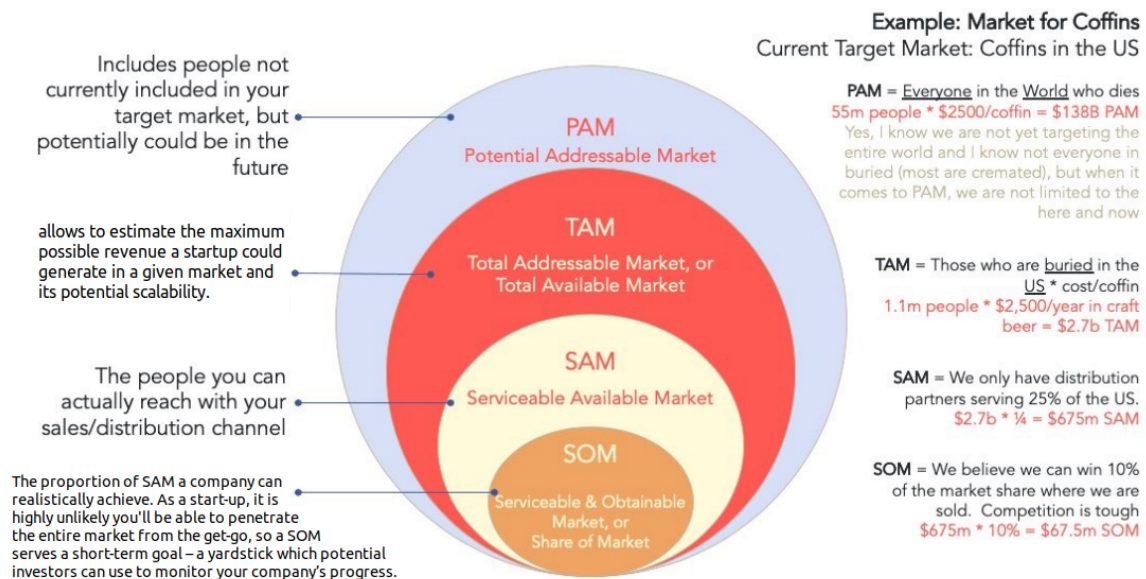 Example: Market for Coffins
Current Target Market: Coffins in the US
Includes people not
currently included in your
target market, but
potentially could be in the
future
allows to estimate the maximum
possible revenue a startup could
generate in a given market and
its potential scalability.
The people you can
actually reach with your
sales/distribution channel
The proportion of SAM a company can
realistically achieve. As a start-up, it is
highly unlikely you'll be able to penetrate
the entire market from the get-go, so a SOM
serves a short-term goal – a yardstick which potential
investors can use to monitor your company's progress.
PAM
Potential Addressable Market
TAM
Total Addressable Market, or
Total Available Market
SAM
Serviceable Available Market
SOM
Serviceable & Obtainable
Market, or
Share of Market
PAM = Everyone in the World who dies
55m people * $2500/coffin = $138B PAM
Yes, I know we are not yet targeting the
entire world and I know not everyone in
buried (most are cremated), but when it
comes to PAM, we are not limited to the
here and now
TAM = Those who are buried in the
US * cost/coffin
1.1m people * $2,500/year in craft
beer = $2.7b TAM
SAM = We only have distribution
partners serving 25% of the US.
$2.7b * ¼ = $675m SAM
SOM = We believe we can win 10%
of the market share where we are
sold. Competition is tough
$675m * 10% = $67.5m SOM